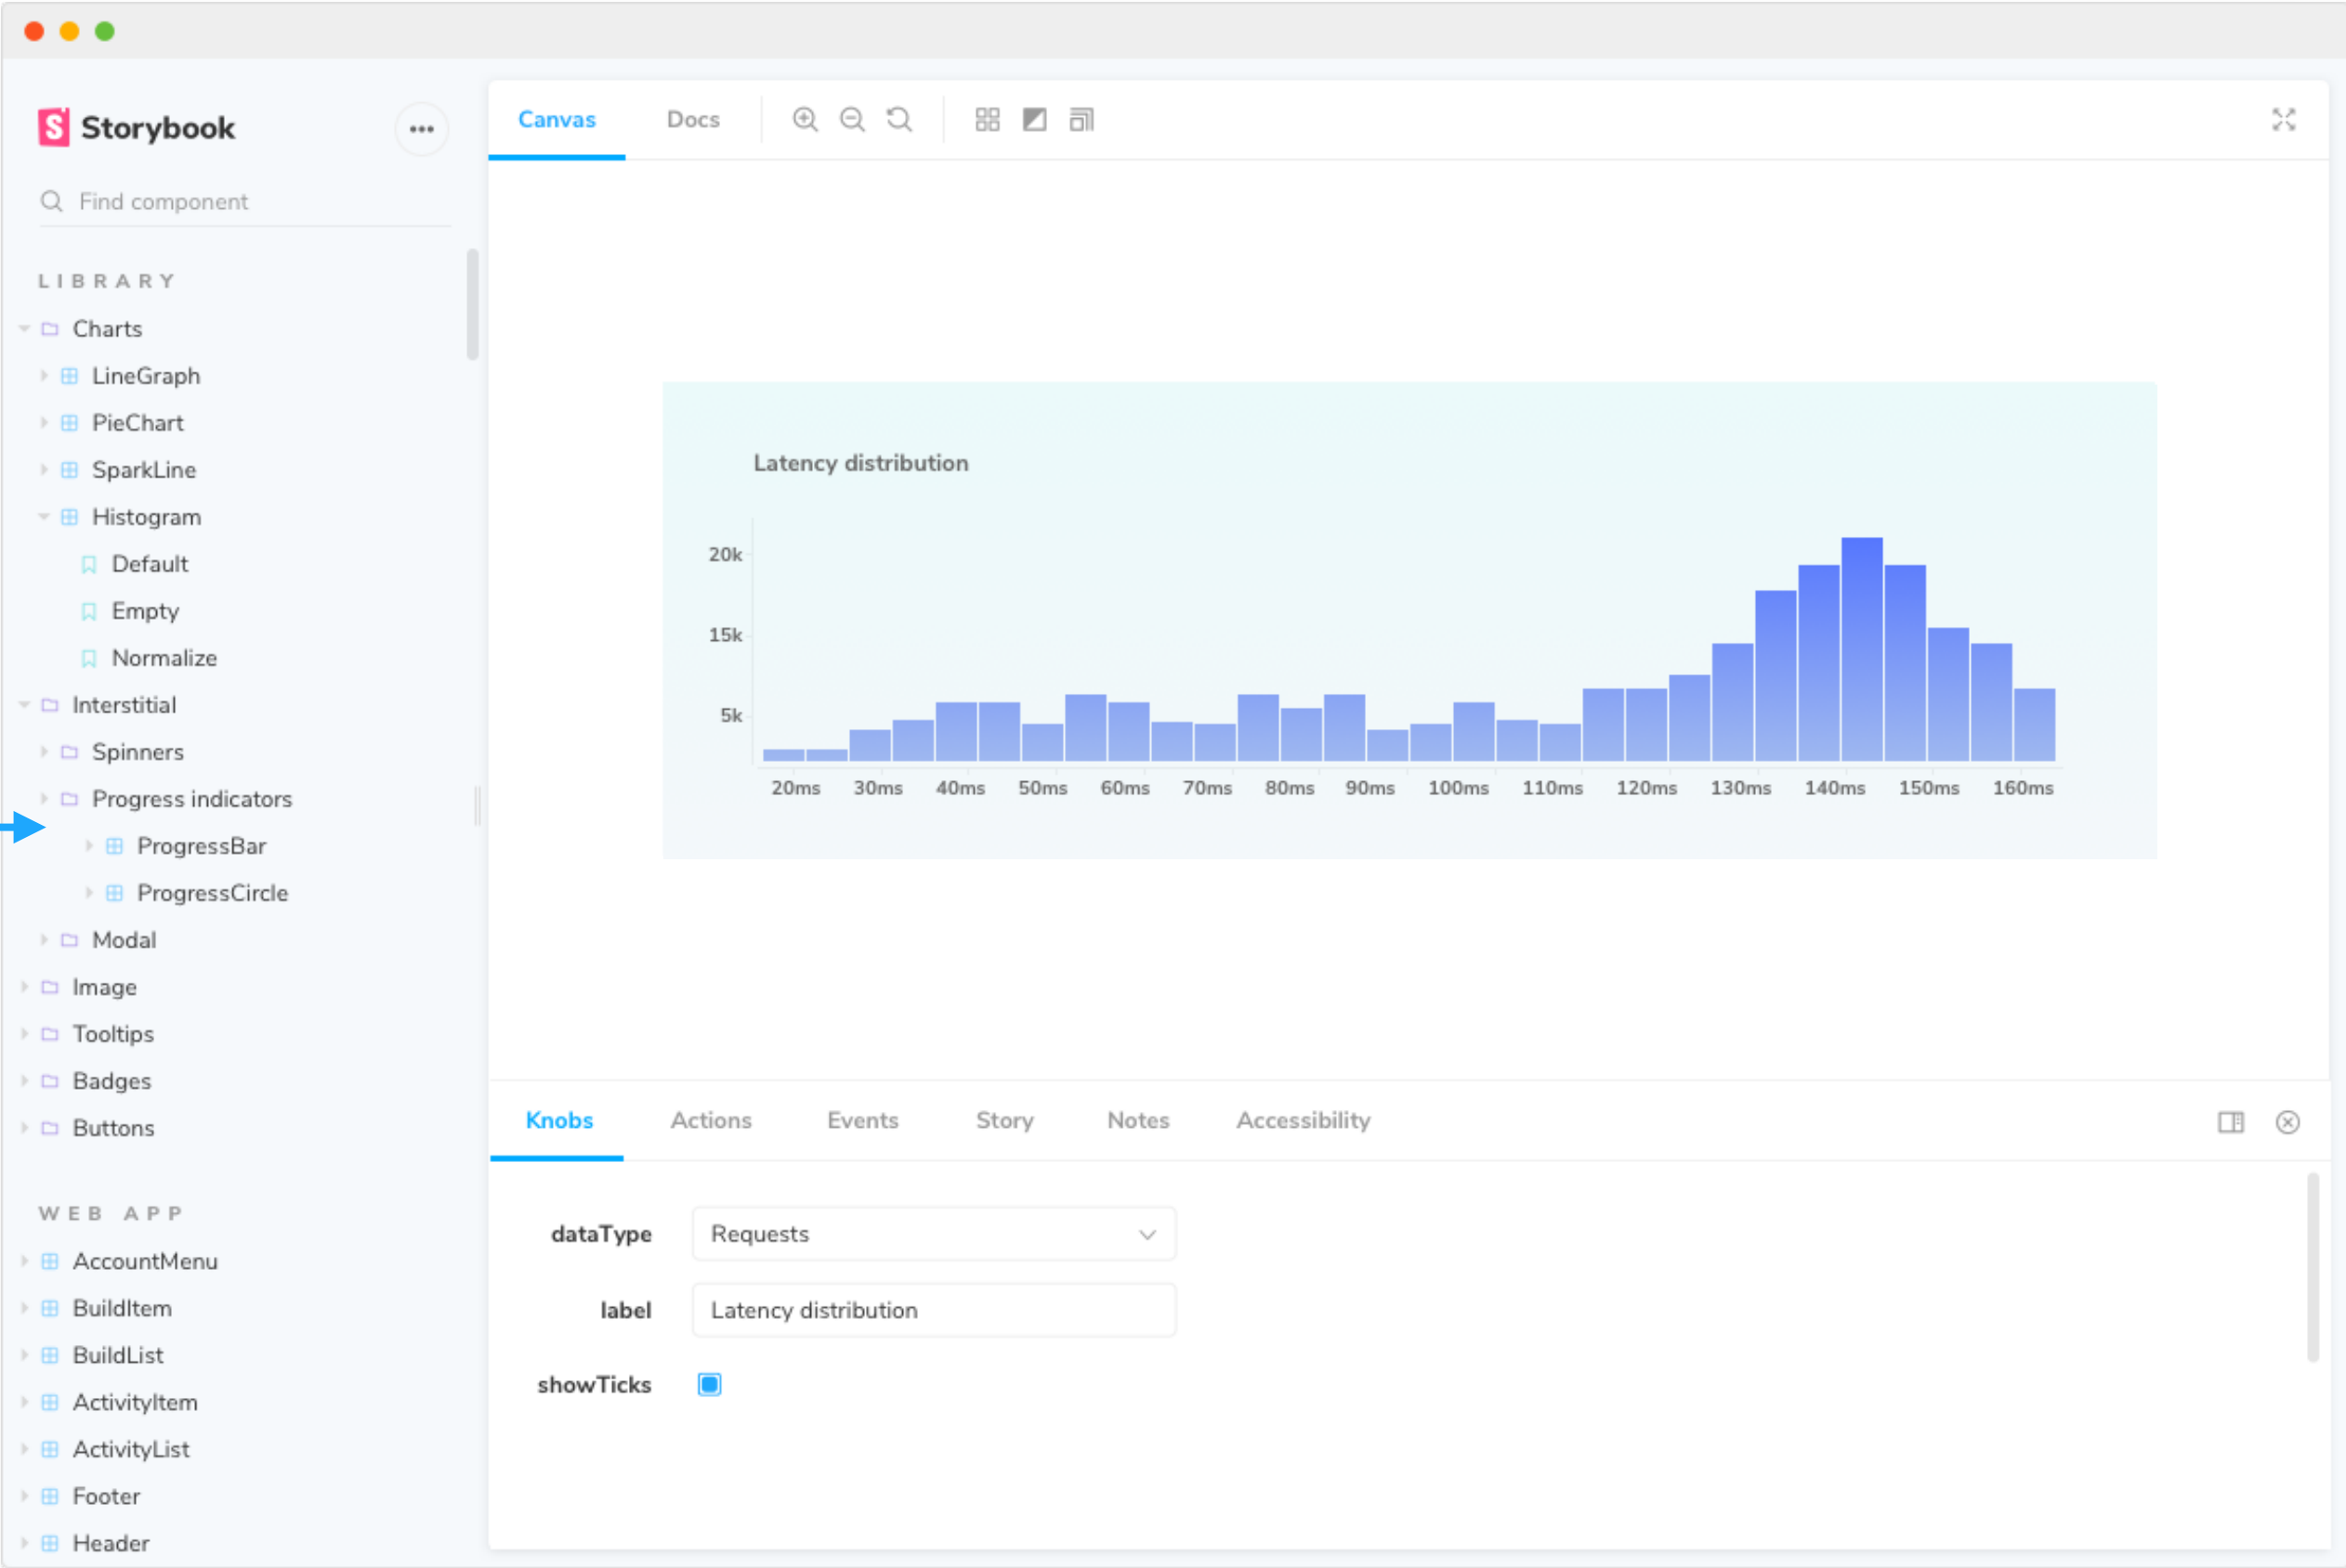 Storybook
Find component
LIBRARY
Charts
LineGraph
PieChart
SparkLine
Histogram
Default
Empty
Normalize
Interstitial
Spinners
Progress indicators
ProgressBar
ProgressCircle
Modal
Image
Tooltips
Badges
Buttons
WEB APP
AccountMenu
BuildItem
BuildList
ActivityItem
ActivityList
Footer
Header
Canvas Docs
Latency distribution
20k
15k
5k
20ms 30ms 40ms 50ms 60ms 70ms 80ms 90ms 100ms 110ms 120ms 130ms 140ms 150ms 160ms
Knobs Actions Events Story Notes Accessibility
dataType Requests
label Latency distribution
showTicks